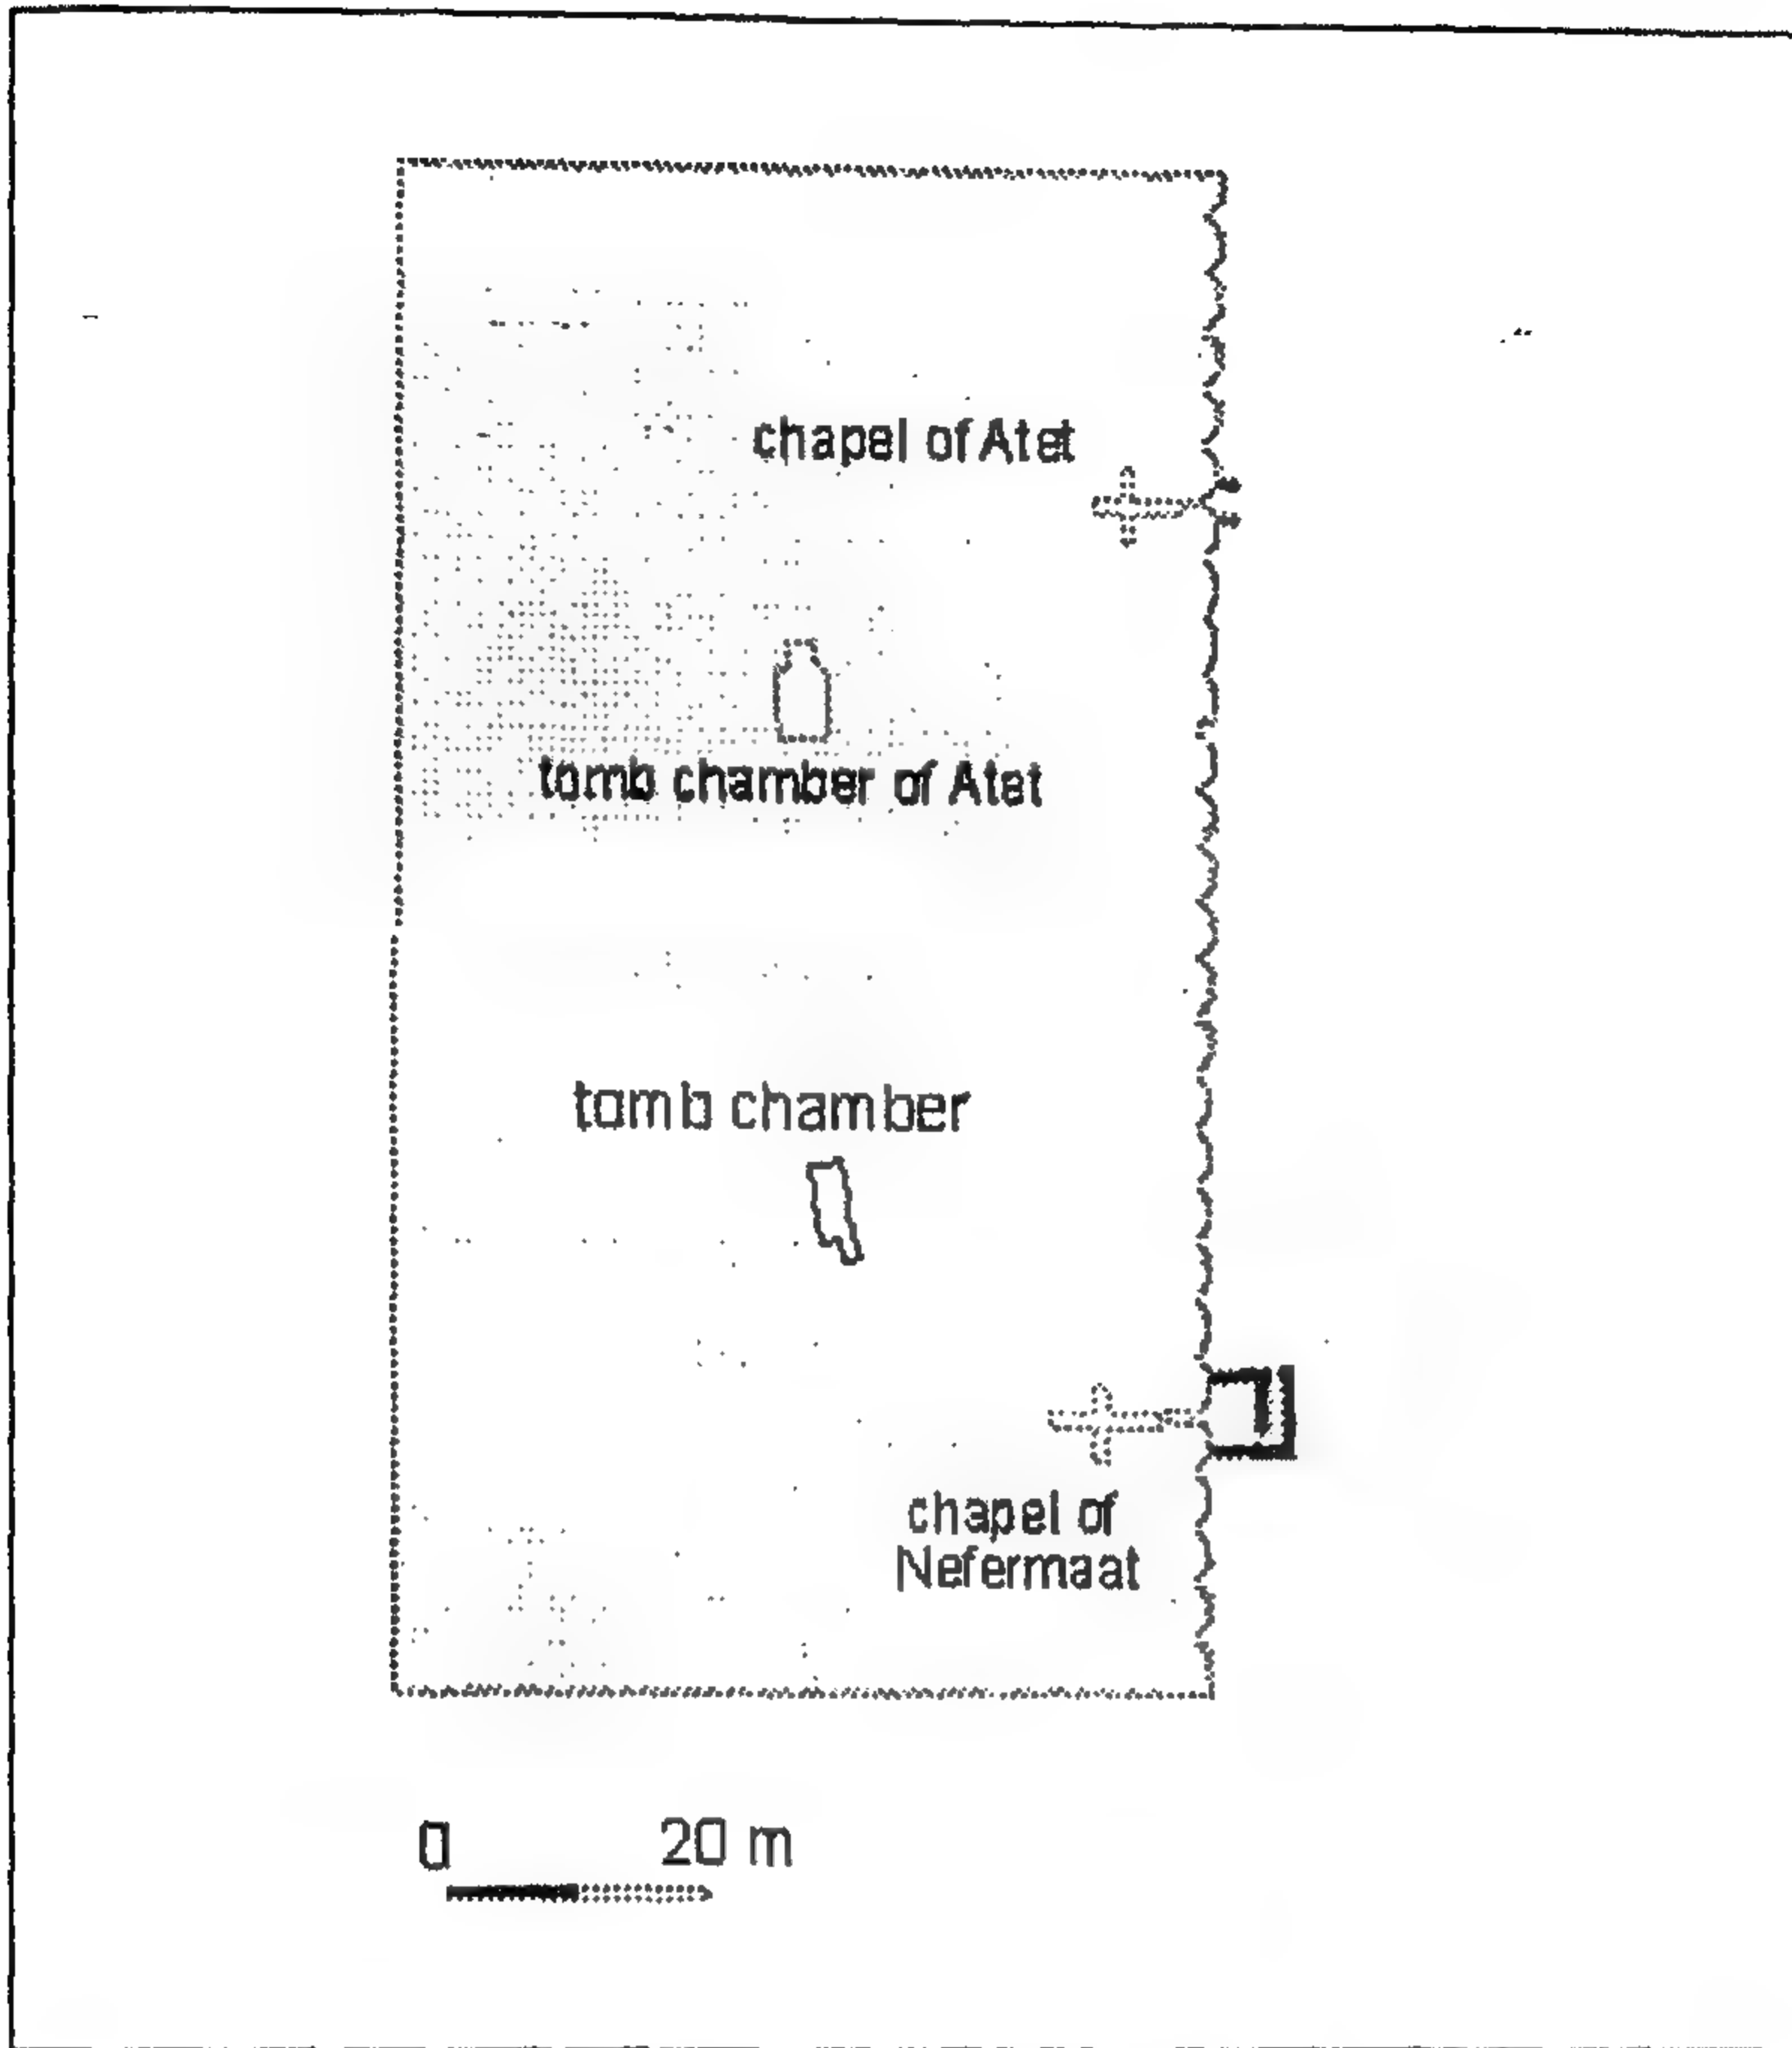 chapel of Atet
tomb chamber of Atet
tomb chamber
chapel of
Nefermaat
0 20 m